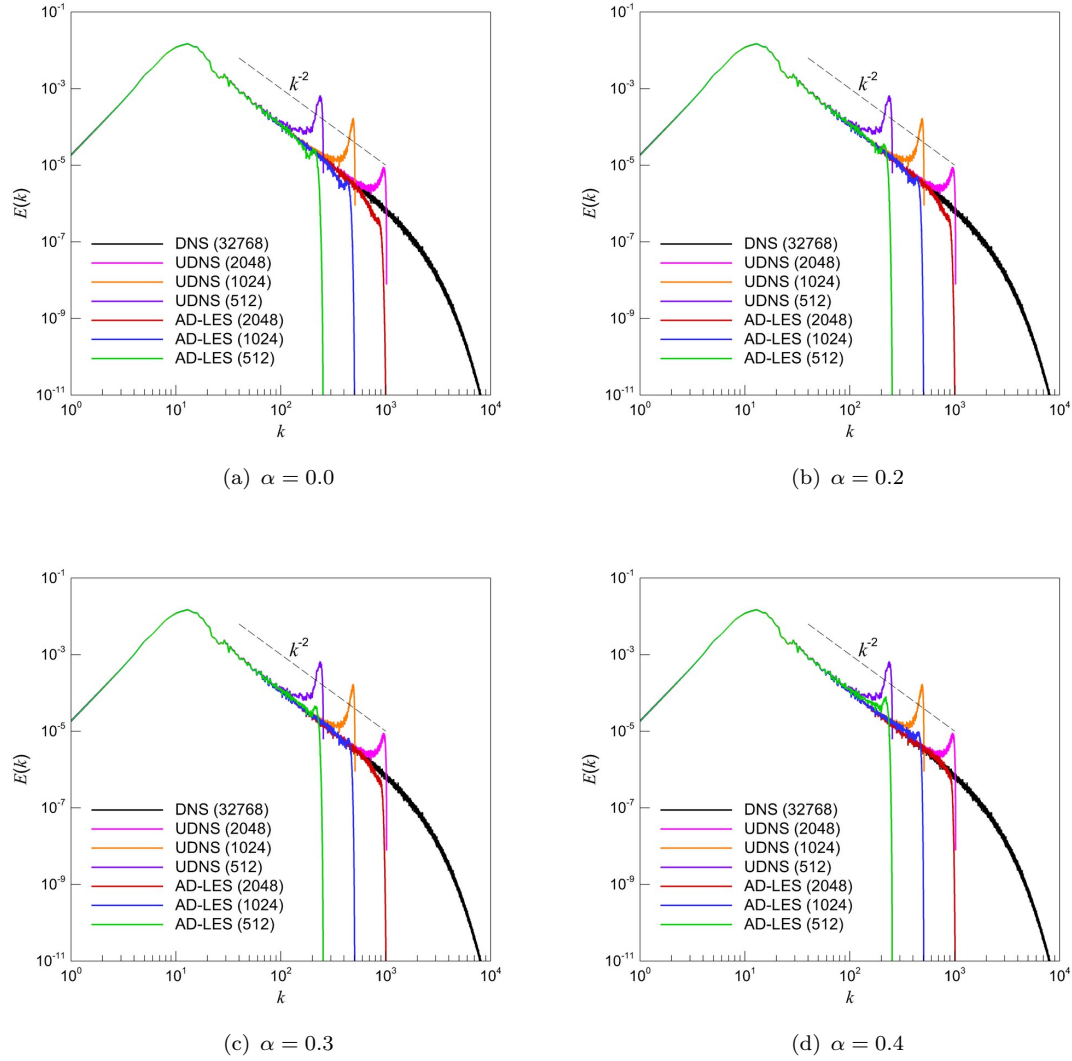 10^-1
10^-3
10^-5
10^-7
10^-9
10^-11
E(k)
k^-2
DNS (32768)
UDNS (2048)
UDNS (1024)
UDNS (512)
AD-LES (2048)
AD-LES (1024)
AD-LES (512)
10^0 10^1 10^2 10^3 10^4
k
(a) α = 0.0
10^-1
10^-3
10^-5
10^-7
10^-9
10^-11
E(k)
k^-2
DNS (32768)
UDNS (2048)
UDNS (1024)
UDNS (512)
AD-LES (2048)
AD-LES (1024)
AD-LES (512)
10^0 10^1 10^2 10^3 10^4
k
(b) α = 0.2
10^-1
10^-3
10^-5
10^-7
10^-9
10^-11
E(k)
k^-2
DNS (32768)
UDNS (2048)
UDNS (1024)
UDNS (512)
AD-LES (2048)
AD-LES (1024)
AD-LES (512)
10^0 10^1 10^2 10^3 10^4
k
(c) α = 0.3
10^-1
10^-3
10^-5
10^-7
10^-9
10^-11
E(k)
k^-2
DNS (32768)
UDNS (2048)
UDNS (1024)
UDNS (512)
AD-LES (2048)
AD-LES (1024)
AD-LES (512)
10^0 10^1 10^2 10^3 10^4
k
(d) α = 0.4